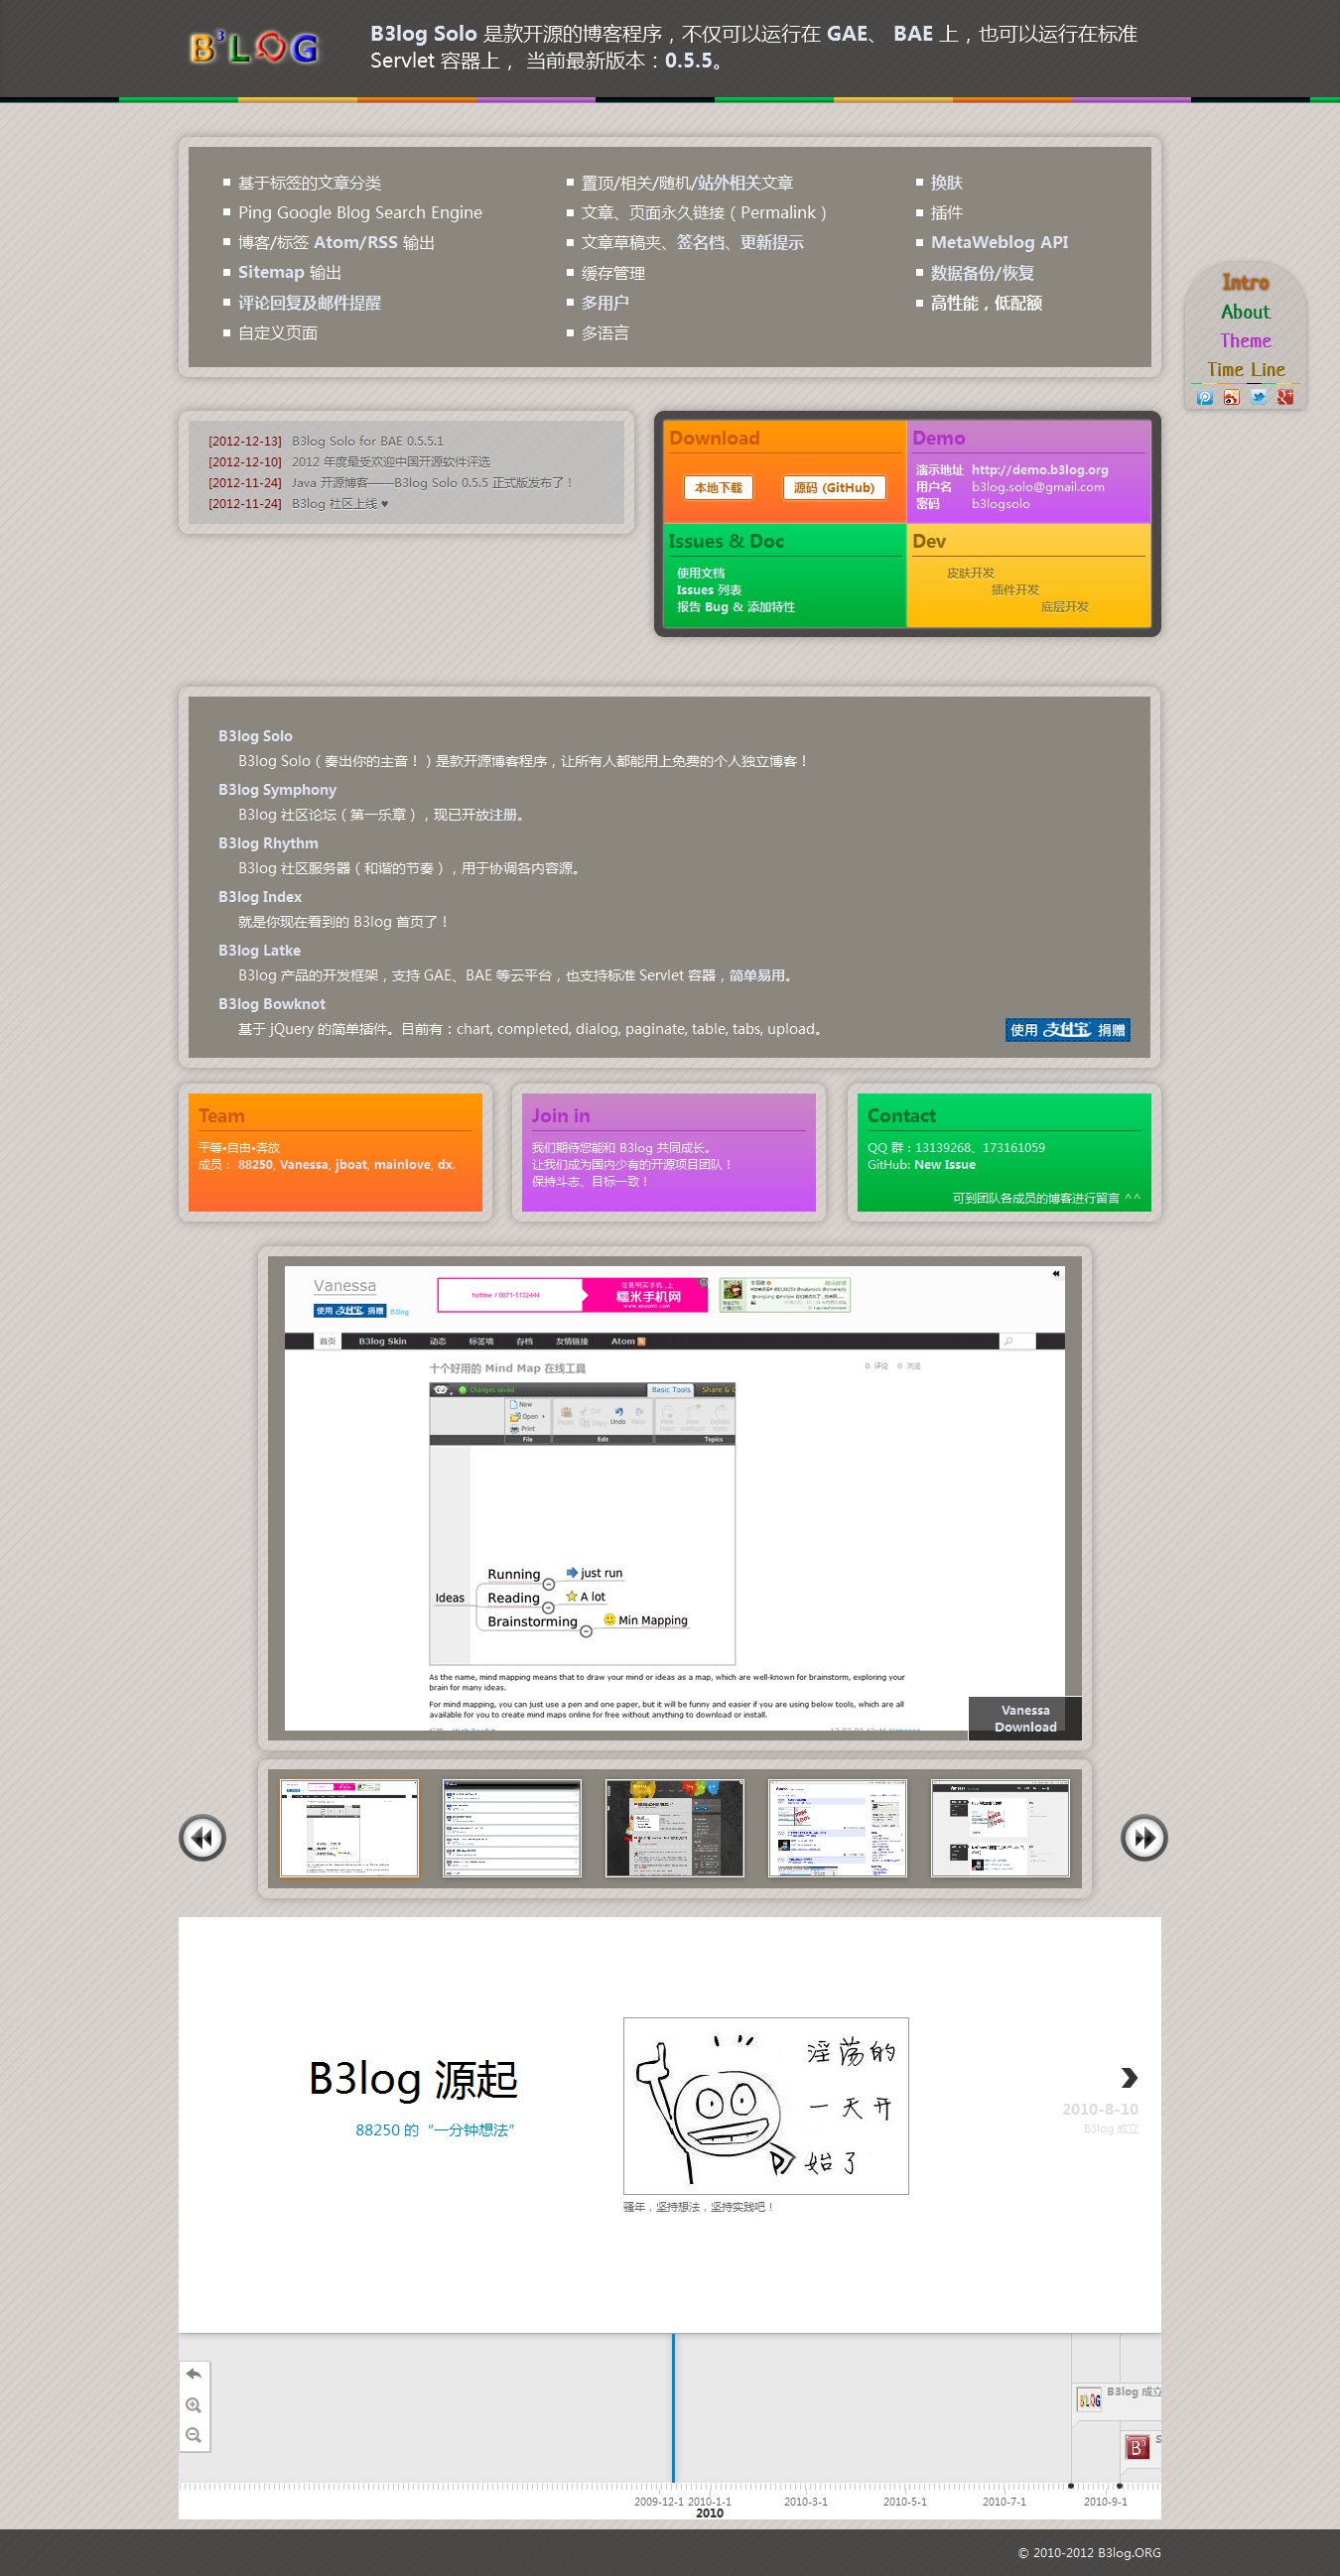 B3LOG
B3log Solo 是款开源的博客程序，不仅可以运行在 GAE、 BAE 上，也可以运行在标准
Servlet 容器上， 当前最新版本：0.5.5。
基于标签的文章分类
Ping Google Blog Search Engine
博客/标签 Atom/RSS 输出
Sitemap 输出
评论回复及邮件提醒
自定义页面
置顶/相关/随机/站外相关文章
文章、页面永久链接（Permalink）
文章草稿夹、签名档、更新提示
缓存管理
多用户
多语言
换肤
插件
MetaWeblog API
数据备份/恢复
高性能，低配额
Intro
About
Theme
Time Line
[2012-12-13] B3log Solo for BAE 0.5.5.1
[2012-12-10] 2012 年度最受欢迎中国开源软件评选
[2012-11-24] Java 开源博客——B3log Solo 0.5.5 正式版发布了！
[2012-11-24] B3log 社区上线 ♥
Download
本地下载 源码 (GitHub)
Demo
演示地址 http://demo.b3log.org
用户名 b3log.solo@gmail.com
密码 b3logsolo
Issues & Doc
使用文档
Issues 列表
报告 Bug & 添加特性
Dev
皮肤开发
插件开发
底层开发
B3log Solo
B3log Solo（奏出你的主音！）是款开源博客程序，让所有人都能用上免费的个人独立博客！
B3log Symphony
B3log 社区论坛（第一乐章），现已开放注册。
B3log Rhythm
B3log 社区服务器（和谐的节奏），用于协调各内容源。
B3log Index
就是你现在看到的 B3log 首页了！
B3log Latke
B3log 产品的开发框架，支持 GAE、BAE 等云平台，也支持标准 Servlet 容器，简单易用。
B3log Bowknot
基于 jQuery 的简单插件。目前有：chart, completed, dialog, paginate, table, tabs, upload。
使用 支付宝 捐赠
Team
平等•自由•奔放
成员： 88250, Vanessa, jboat, mainlove, dx.
Join in
我们期待您能和 B3log 共同成长。
让我们成为国内少有的开源项目团队！
保持斗志、目标一致！
Contact
QQ 群：13139268、173161059
GitHub: New Issue
可到团队各成员的博客进行留言 ^^
Vanessa
使用 支付宝 捐赠 B3log
hotline / 0871-5132444
在昆明买手机,上
糯米手机网
首页 B3log Skin 动态 标签墙 存档 友情链接 Atom
十个好用的 Mind Map 在线工具
0 评论 0 浏览
Changes saved
Basic Tools
New
Open
Print
File
Paste
Cut
Copy
Undo
Edit
Topics
Ideas
Running
just run
Reading
A lot
Brainstorming
Min Mapping
As the name, mind mapping means that to draw your mind or ideas as a map, which are well-known for brainstorm, exploring your
brain for many ideas.
For mind mapping, you can just use a pen and one paper, but it will be funny and easier if you are using below tools, which are all
available for you to create mind maps online for free without anything to download or install.
Vanessa
Download
B3log 源起
88250 的 “一分钟想法”
淫荡的
一天开
始了
骚年，坚持想法，坚持实践吧！
2010-8-10
B3log 成立
B3log 成立
2009-12-1 2010-1-1 2010-3-1 2010-5-1 2010-7-1 2010-9-1
2010
© 2010-2012 B3log.ORG